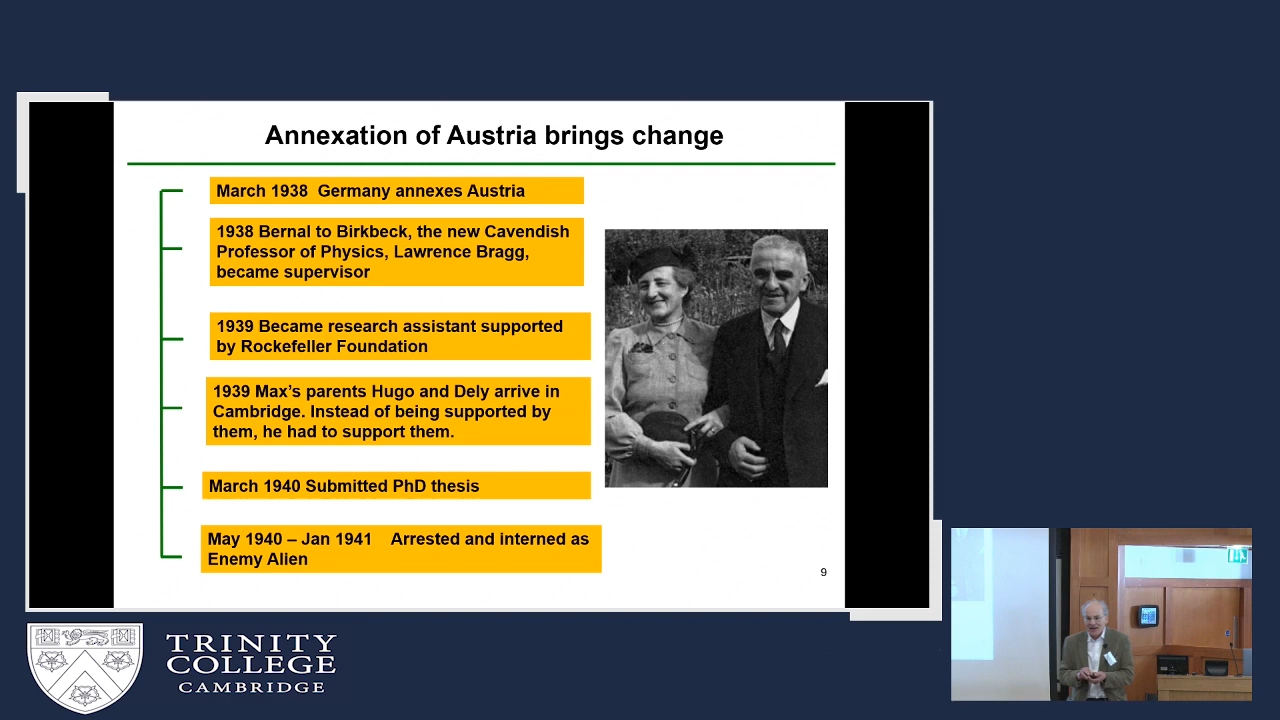 Annexation of Austria brings change
March 1938 Germany annexes Austria
1938 Bernal to Birkbeck, the new Cavendish
Professor of Physics, Lawrence Bragg,
became supervisor
1939 Became research assistant supported
by Rockefeller Foundation
1939 Max’s parents Hugo and Dely arrive in
Cambridge. Instead of being supported by
them, he had to support them.
March 1940 Submitted PhD thesis
May 1940 – Jan 1941 Arrested and interned as
Enemy Alien
9
TRINITY
COLLEGE
CAMBRIDGE